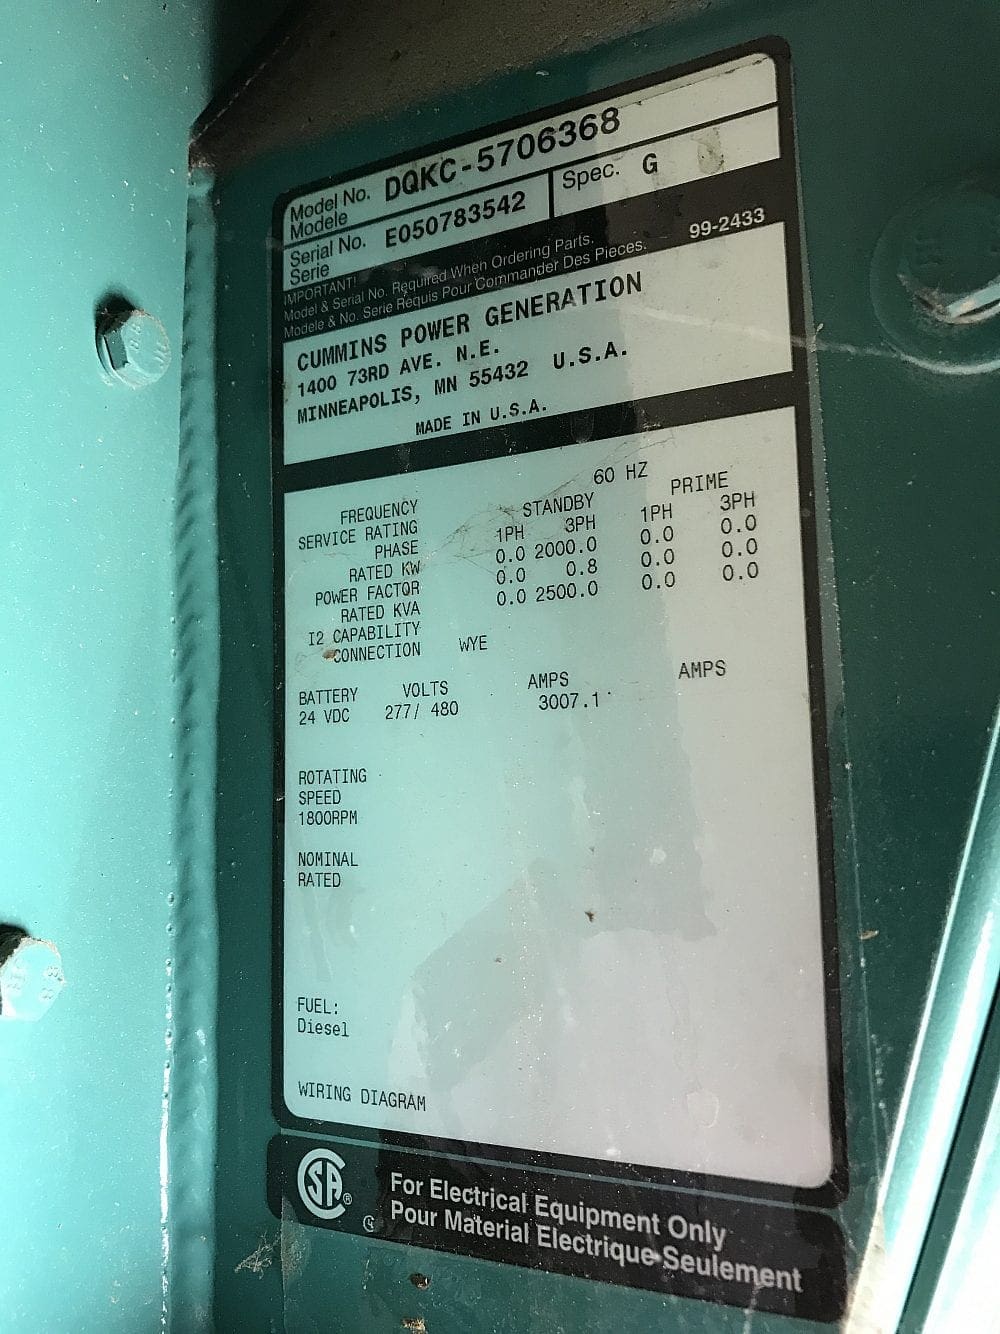 Model No. DQKC-5706368
Modele
Serial No. E050783542 Spec. G
Serie
IMPORTANT!
Model & Serial No. Required When Ordering Parts.
Modele & No. Serie Requis Pour Commander Des Pieces. 99-2433
CUMMINS POWER GENERATION
1400 73RD AVE. N.E.
MINNEAPOLIS, MN 55432 U.S.A.
MADE IN U.S.A.
FREQUENCY 60 HZ
SERVICE RATING STANDBY PRIME
PHASE 1PH 3PH 1PH 3PH
RATED KW 0.0 2000.0 0.0 0.0
POWER FACTOR 0.0 0.8 0.0 0.0
RATED KVA 0.0 2500.0 0.0 0.0
I2 CAPABILITY
CONNECTION WYE
BATTERY VOLTS AMPS AMPS
24 VDC 277/ 480 3007.1
ROTATING
SPEED
1800RPM
NOMINAL
RATED
FUEL:
Diesel
WIRING DIAGRAM
SA ® For Electrical Equipment Only
Pour Material Electrique Seulement